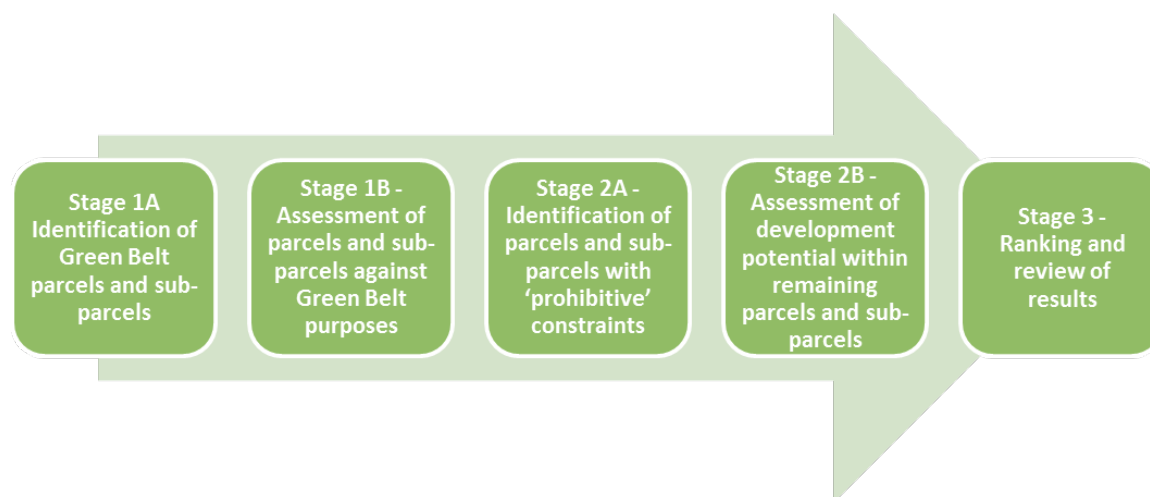 Stage 1A
Identification of
Green Belt
parcels and sub-
parcels
Stage 1B -
Assessment of
parcels and sub-
parcels against
Green Belt
purposes
Stage 2A -
Identification of
parcels and sub-
parcels with
‘prohibitive’
constraints
Stage 2B -
Assessment of
development
potential within
remaining
parcels and sub-
parcels
Stage 3 -
Ranking and
review of
results